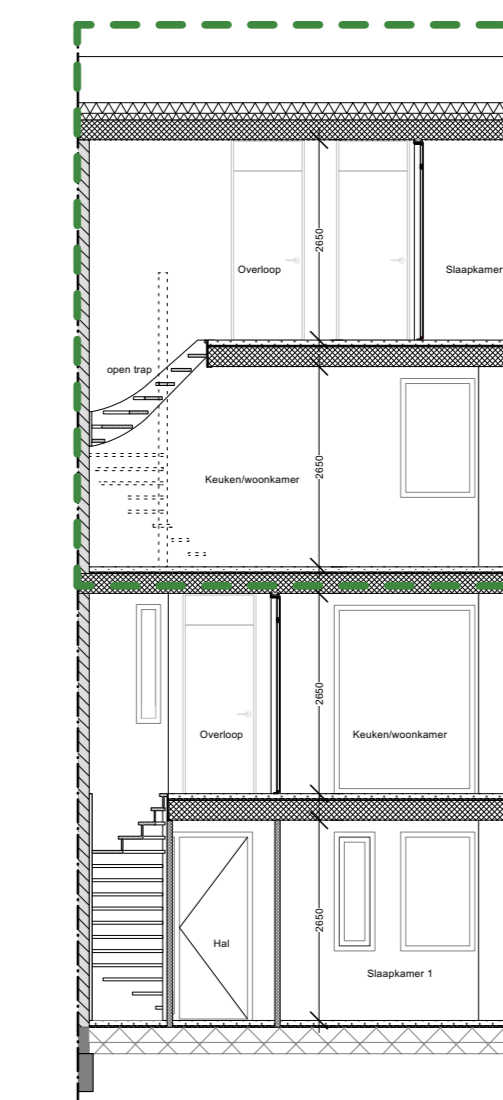 2650
Overloop
Slaapkamer
open trap
2650
Keuken/woonkamer
2650
Overloop
Keuken/woonkamer
2650
Hal
Slaapkamer 1